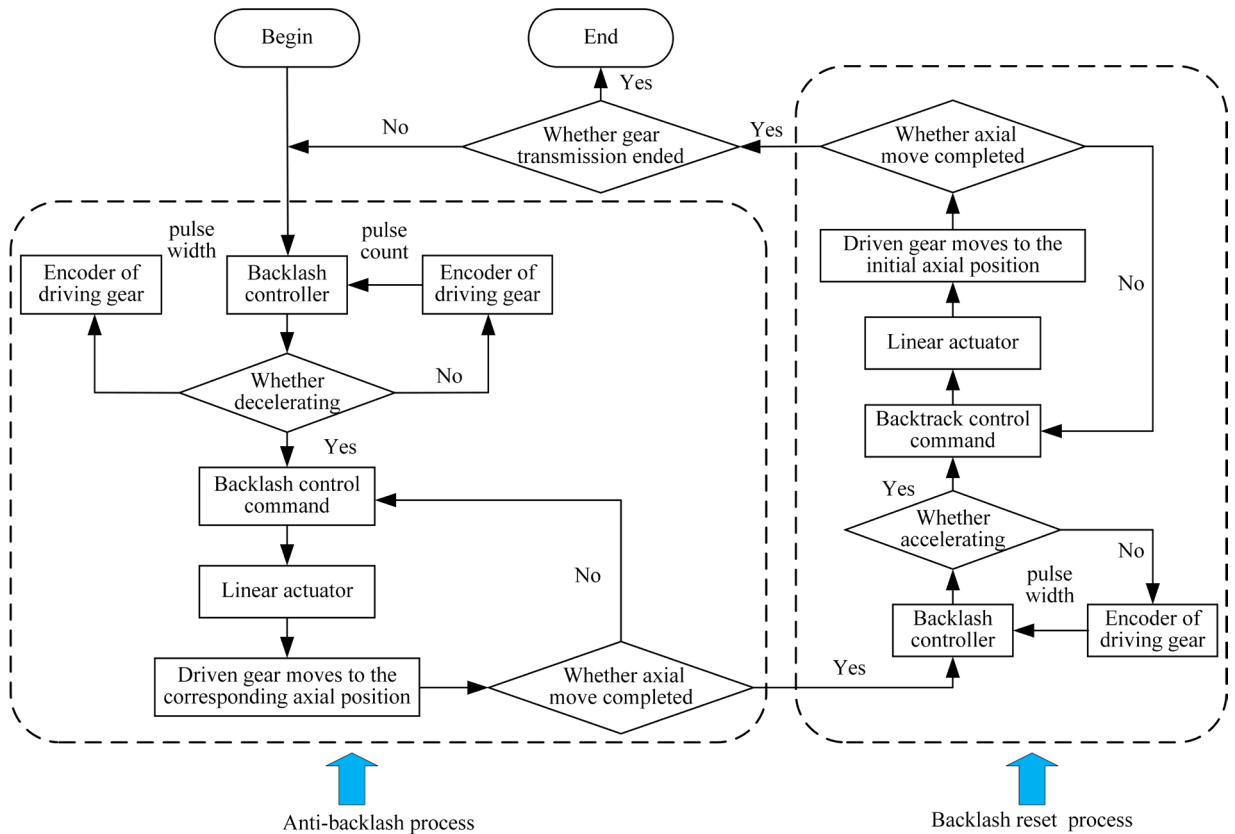 Begin
End
Yes
No
Whether gear
transmission ended
Yes
Whether axial
move completed
pulse
width
pulse
count
Encoder of
driving gear
Backlash
controller
Encoder of
driving gear
Driven gear moves to the
initial axial position
No
Whether
decelerating
No
Linear actuator
Yes
Backtrack control
command
Backlash control
command
Yes
Whether
accelerating
No
Linear actuator
No
pulse
width
Backlash
controller
Encoder of
driving gear
Driven gear moves to the
corresponding axial position
Whether axial
move completed
Yes
Anti-backlash process
Backlash reset process